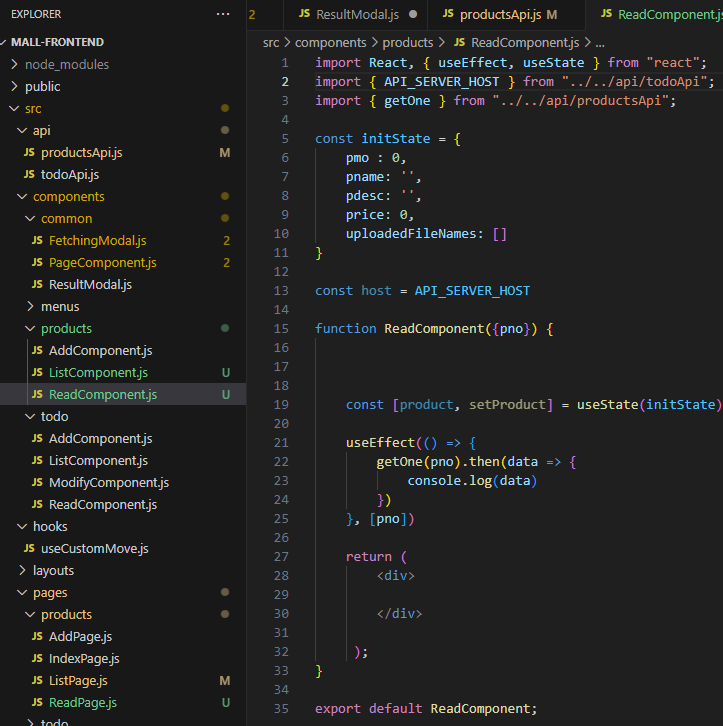 EXPLORER ···
2
JS ResultModal.js ●
JS productsApi.js M
JS ReadComponent.js
MALL-FRONTEND
node_modules
public
src
api
JS productsApi.js M
JS todoApi.js
components
common
JS FetchingModal.js 2
JS PageComponent.js 2
JS ResultModal.js
menus
products
JS AddComponent.js
JS ListComponent.js U
JS ReadComponent.js U
todo
JS AddComponent.js
JS ListComponent.js
JS ModifyComponent.js
JS ReadComponent.js
hooks
JS useCustomMove.js
layouts
pages
products
JS AddPage.js
JS IndexPage.js
JS ListPage.js M
JS ReadPage.js U
todo
src > components > products > JS ReadComponent.js > ...
1 import React, { useEffect, useState } from "react";
2 import { API_SERVER_HOST } from "../../api/todoApi";
3 import { getOne } from "../../api/productsApi";
4
5 const initState = {
6 pmo : 0,
7 pname: '',
8 pdesc: '',
9 price: 0,
10 uploadedFileNames: []
11 }
12
13 const host = API_SERVER_HOST
14
15 function ReadComponent({pno}) {
16
17
18
19 const [product, setProduct] = useState(initState)
20
21 useEffect(() => {
22 getOne(pno).then(data => {
23 console.log(data)
24 })
25 }, [pno])
26
27 return (
28 <div>
29
30 </div>
31
32 );
33 }
34
35 export default ReadComponent;